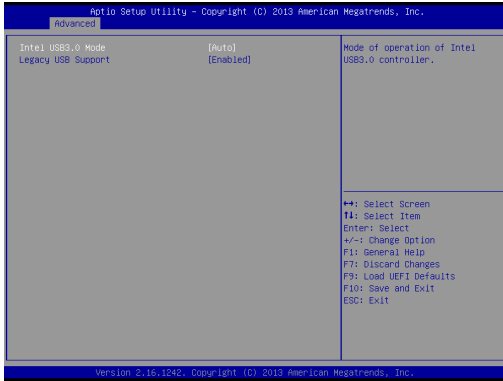 Aptio Setup Utility - Copyright (C) 2013 American Megatrends, Inc.
Advanced
Intel USB3.0 Mode [Auto]
Legacy USB Support [Enabled]
Mode of operation of Intel
USB3.0 controller.
↔: Select Screen
↑↓: Select Item
Enter: Select
+/-: Change Option
F1: General Help
F7: Discard Changes
F9: Load UEFI Defaults
F10: Save and Exit
ESC: Exit
Version 2.16.1242. Copyright (C) 2013 American Megatrends, Inc.